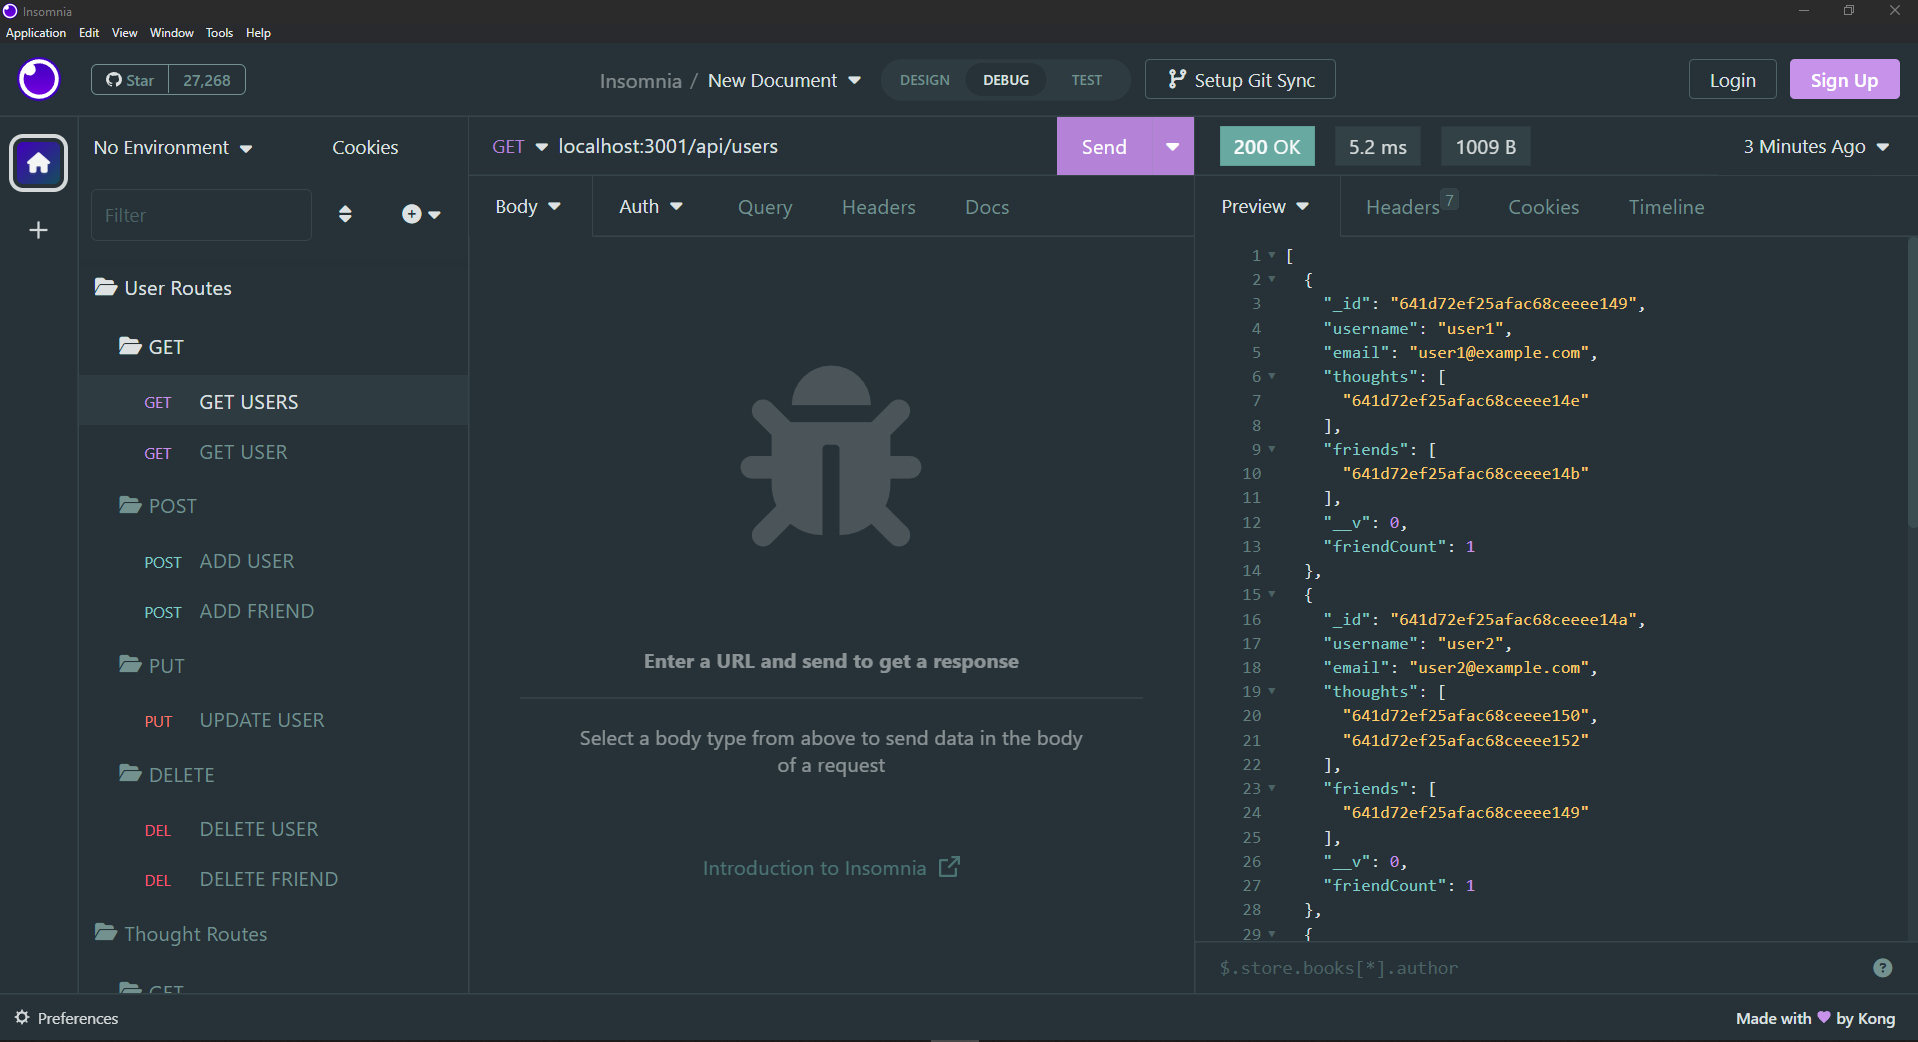 Insomnia
Application Edit View Window Tools Help
Star 27,268
Insomnia / New Document
DESIGN DEBUG TEST
Setup Git Sync
Login
Sign Up
No Environment
Cookies
Filter
User Routes
GET
GET GET USERS
GET GET USER
POST
POST ADD USER
POST ADD FRIEND
PUT
PUT UPDATE USER
DELETE
DEL DELETE USER
DEL DELETE FRIEND
Thought Routes
GET
GET localhost:3001/api/users
Send
Body Auth Query Headers Docs
Enter a URL and send to get a response
Select a body type from above to send data in the body
of a request
Introduction to Insomnia
200 OK 5.2 ms 1009 B 3 Minutes Ago
Preview Headers 7 Cookies Timeline
1 [
2 {
3 "_id": "641d72ef25afac68ceeee149",
4 "username": "user1",
5 "email": "user1@example.com",
6 "thoughts": [
7 "641d72ef25afac68ceeee14e"
8 ],
9 "friends": [
10 "641d72ef25afac68ceeee14b"
11 ],
12 "__v": 0,
13 "friendCount": 1
14 },
15 {
16 "_id": "641d72ef25afac68ceeee14a",
17 "username": "user2",
18 "email": "user2@example.com",
19 "thoughts": [
20 "641d72ef25afac68ceeee150",
21 "641d72ef25afac68ceeee152"
22 ],
23 "friends": [
24 "641d72ef25afac68ceeee149"
25 ],
26 "__v": 0,
27 "friendCount": 1
28 },
29 {
$.store.books[*].author
?
Preferences
Made with ♥ by Kong